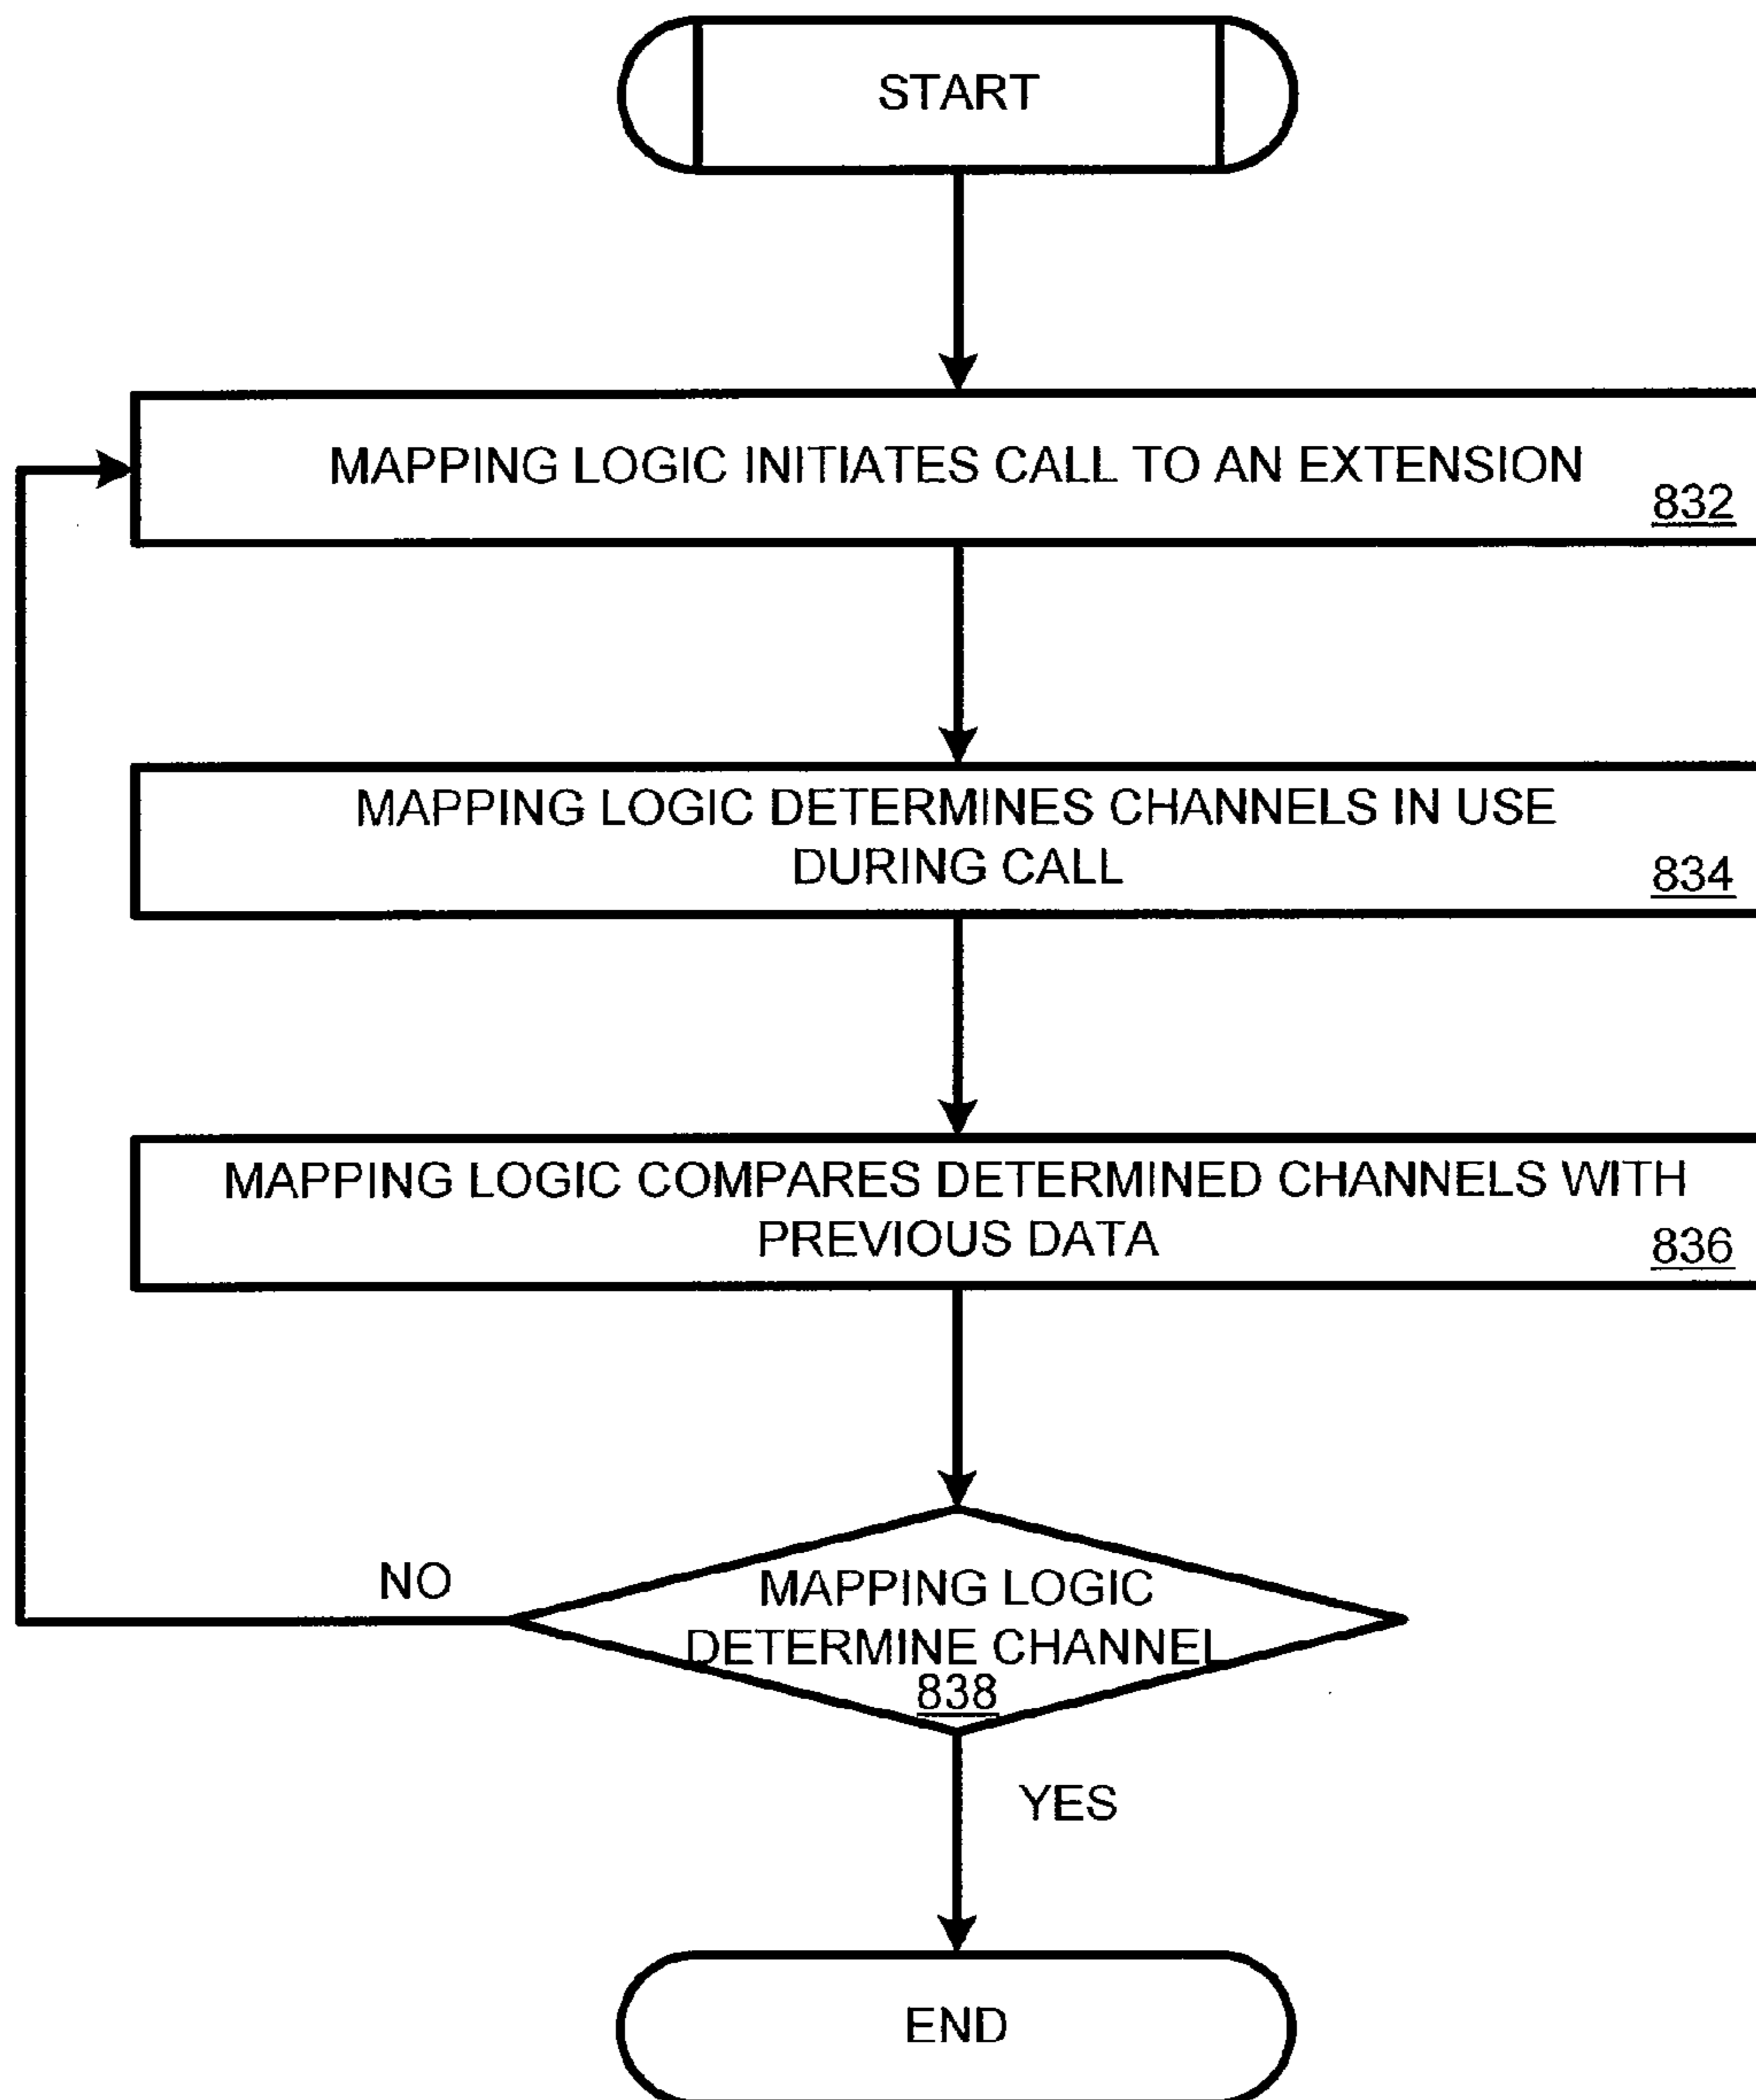 START
MAPPING LOGIC INITIATES CALL TO AN EXTENSION
832
MAPPING LOGIC DETERMINES CHANNELS IN USE
DURING CALL
834
MAPPING LOGIC COMPARES DETERMINED CHANNELS WITH
PREVIOUS DATA
836
NO
MAPPING LOGIC
DETERMINE CHANNEL
838
YES
END